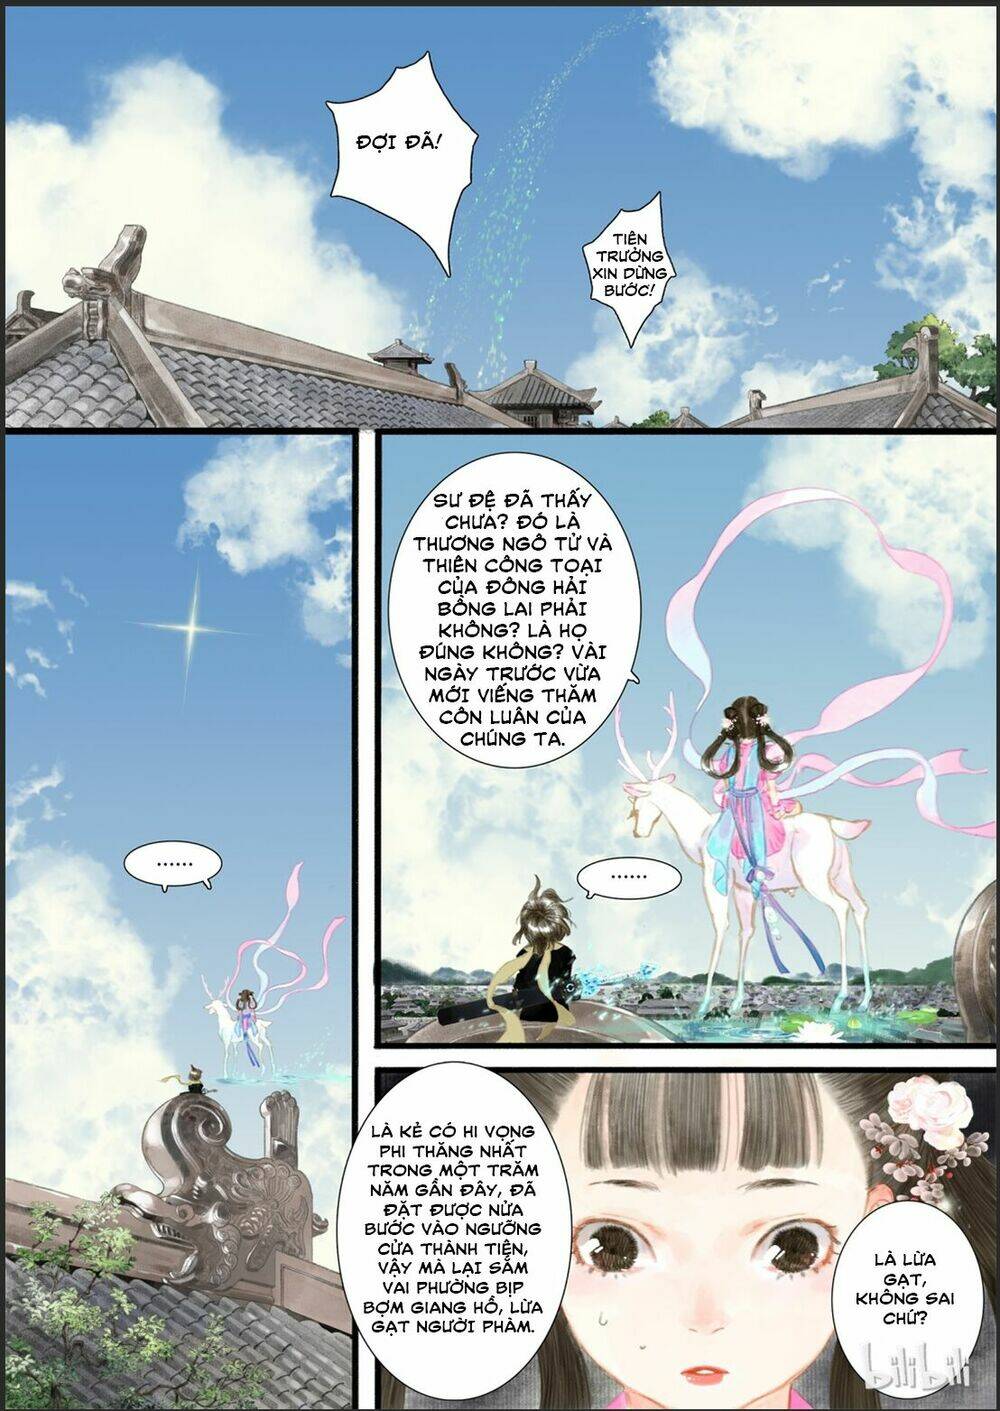 ĐỢI ĐÃ!
TIÊN
TRƯỞNG
XIN DỪNG
BƯỚC!
SƯ ĐỆ ĐÃ THẤY
CHƯA? ĐÓ LÀ
THƯƠNG NGÔ TỬ VÀ
THIÊN CÔNG TOẠI
CỦA ĐÔNG HẢI
BỒNG LAI PHẢI
KHÔNG? LÀ HỌ
ĐÚNG KHÔNG? VÀI
NGÀY TRƯỚC VỪA
MỚI VIẾNG THĂM
CÔN LUÂN CỦA
CHÚNG TA.
......
......
LÀ KẺ CÓ HI VỌNG
PHI THĂNG NHẤT
TRONG MỘT TRĂM
NĂM GẦN ĐÂY, ĐÃ
ĐẶT ĐƯỢC NỬA
BƯỚC VÀO NGƯỠNG
CỬA THÀNH TIÊN,
VẬY MÀ LẠI SẮM
VAI PHƯỜNG BỊP
BỢM GIANG HỒ, LỪA
GẠT NGƯỜI PHÀM.
LÀ LỪA
GẠT,
KHÔNG SAI
CHỨ?
bilibili